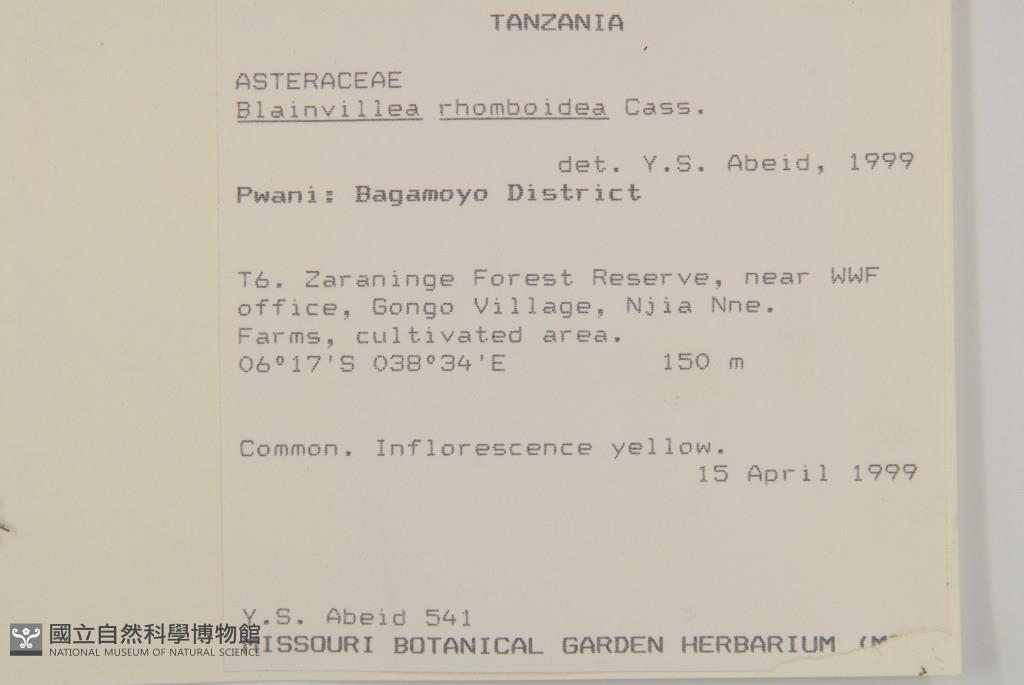 TANZANIA
ASTERACEAE
Blainvillea rhomboidea Cass.
det. Y.S. Abeid, 1999
Pwani: Bagamoyo District
T6. Zaraninge Forest Reserve, near WWF
office, Gongo Village, Njia Nne.
Farms, cultivated area.
06°17'S 038°34'E 150 m
Common. Inflorescence yellow.
15 April 1999
Y.S. Abeid 541
MISSOURI BOTANICAL GARDEN HERBARIUM
國立自然科學博物館
NATIONAL MUSEUM OF NATURAL SCIENCE